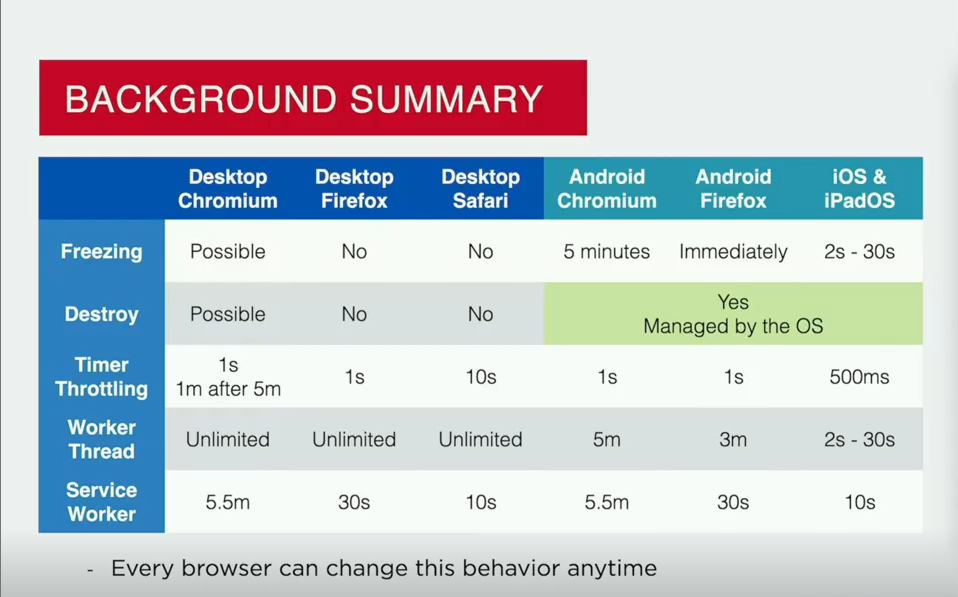 BACKGROUND SUMMARY
Desktop Chromium Desktop Firefox Desktop Safari Android Chromium Android Firefox iOS & iPadOS
Freezing Possible No No 5 minutes Immediately 2s - 30s
Destroy Possible No No Yes Managed by the OS
Timer Throttling 1s 1m after 5m 1s 10s 1s 1s 500ms
Worker Thread Unlimited Unlimited Unlimited 5m 3m 2s - 30s
Service Worker 5.5m 30s 10s 5.5m 30s 10s
- Every browser can change this behavior anytime